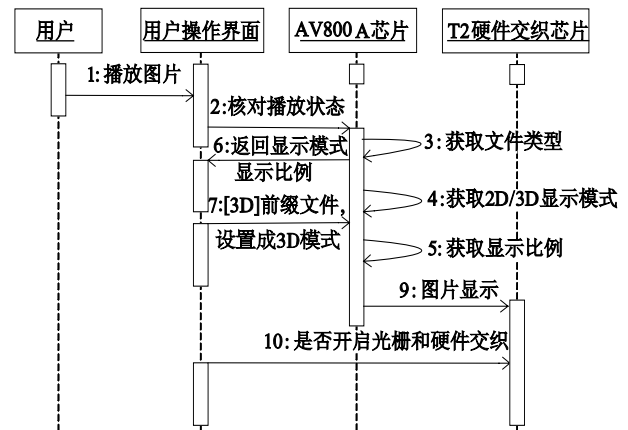 用户
用户操作界面
AV800A芯片
T2硬件交织芯片
1:播放图片
2:核对播放状态
3:获取文件类型
6:返回显示模式
显示比例
4:获取2D/3D显示模式
7:[3D]前缀文件,
设置成3D模式
5:获取显示比例
9:图片显示
10:是否开启光栅和硬件交织